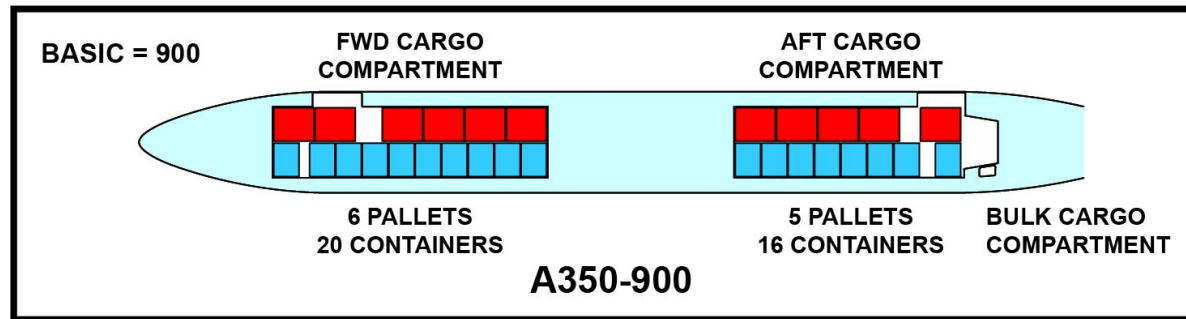 BASIC = 900
FWD CARGO
COMPARTMENT
AFT CARGO
COMPARTMENT
6 PALLETS
20 CONTAINERS
5 PALLETS
16 CONTAINERS
BULK CARGO
COMPARTMENT
A350-900